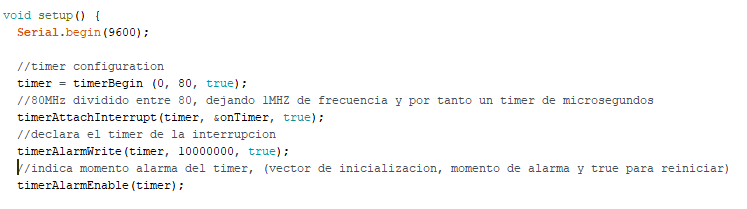 void setup() {
  Serial.begin(9600);

  //timer configuration
  timer = timerBegin (0, 80, true);
  //80MHz dividido entre 80, dejando 1MHZ de frecuencia y por tanto un timer de microsegundos
  timerAttachInterrupt(timer, &onTimer, true);
  //declara el timer de la interrupcion
  timerAlarmWrite(timer, 10000000, true);
  //indica momento alarma del timer, (vector de inicializacion, momento de alarma y true para reiniciar)
  timerAlarmEnable(timer);